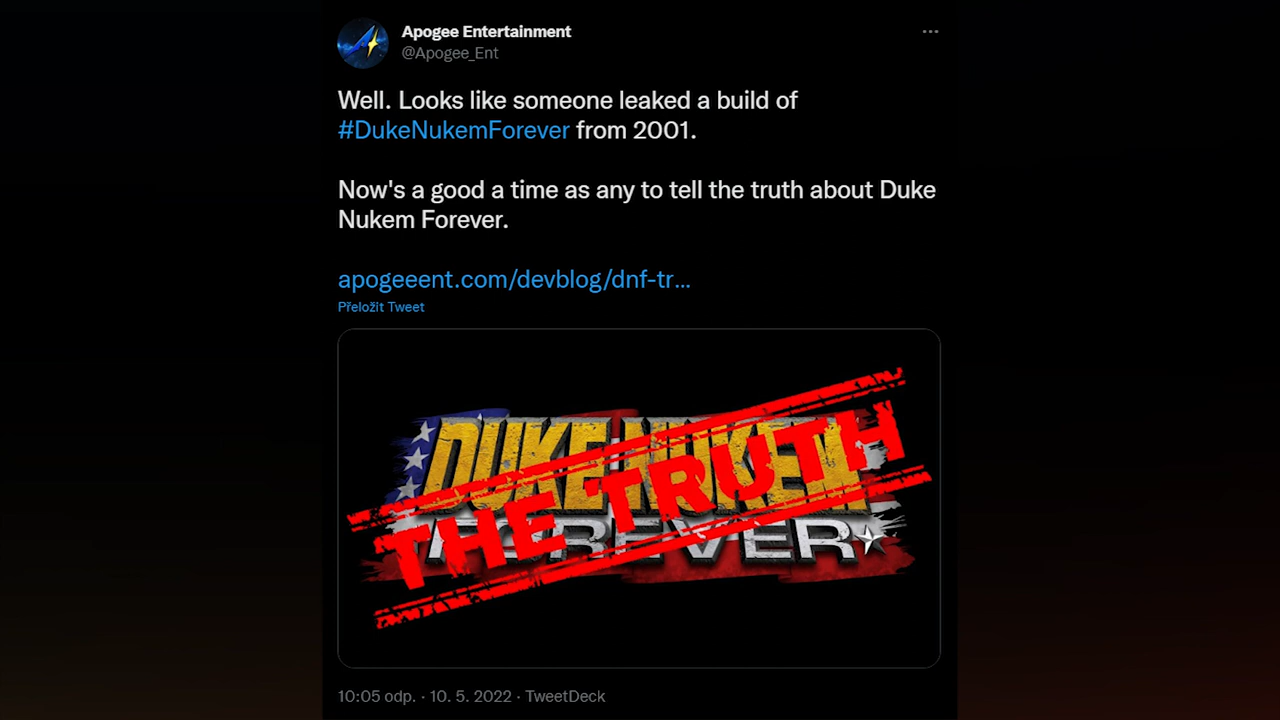 Apogee Entertainment
@Apogee_Ent
Well. Looks like someone leaked a build of
#DukeNukemForever from 2001.
Now's a good a time as any to tell the truth about Duke
Nukem Forever.
apogeeent.com/devblog/dnf-tr...
Přeložit Tweet
DUKE NUKEM
FOREVER
THE TRUTH
10:05 odp. · 10. 5. 2022 · TweetDeck